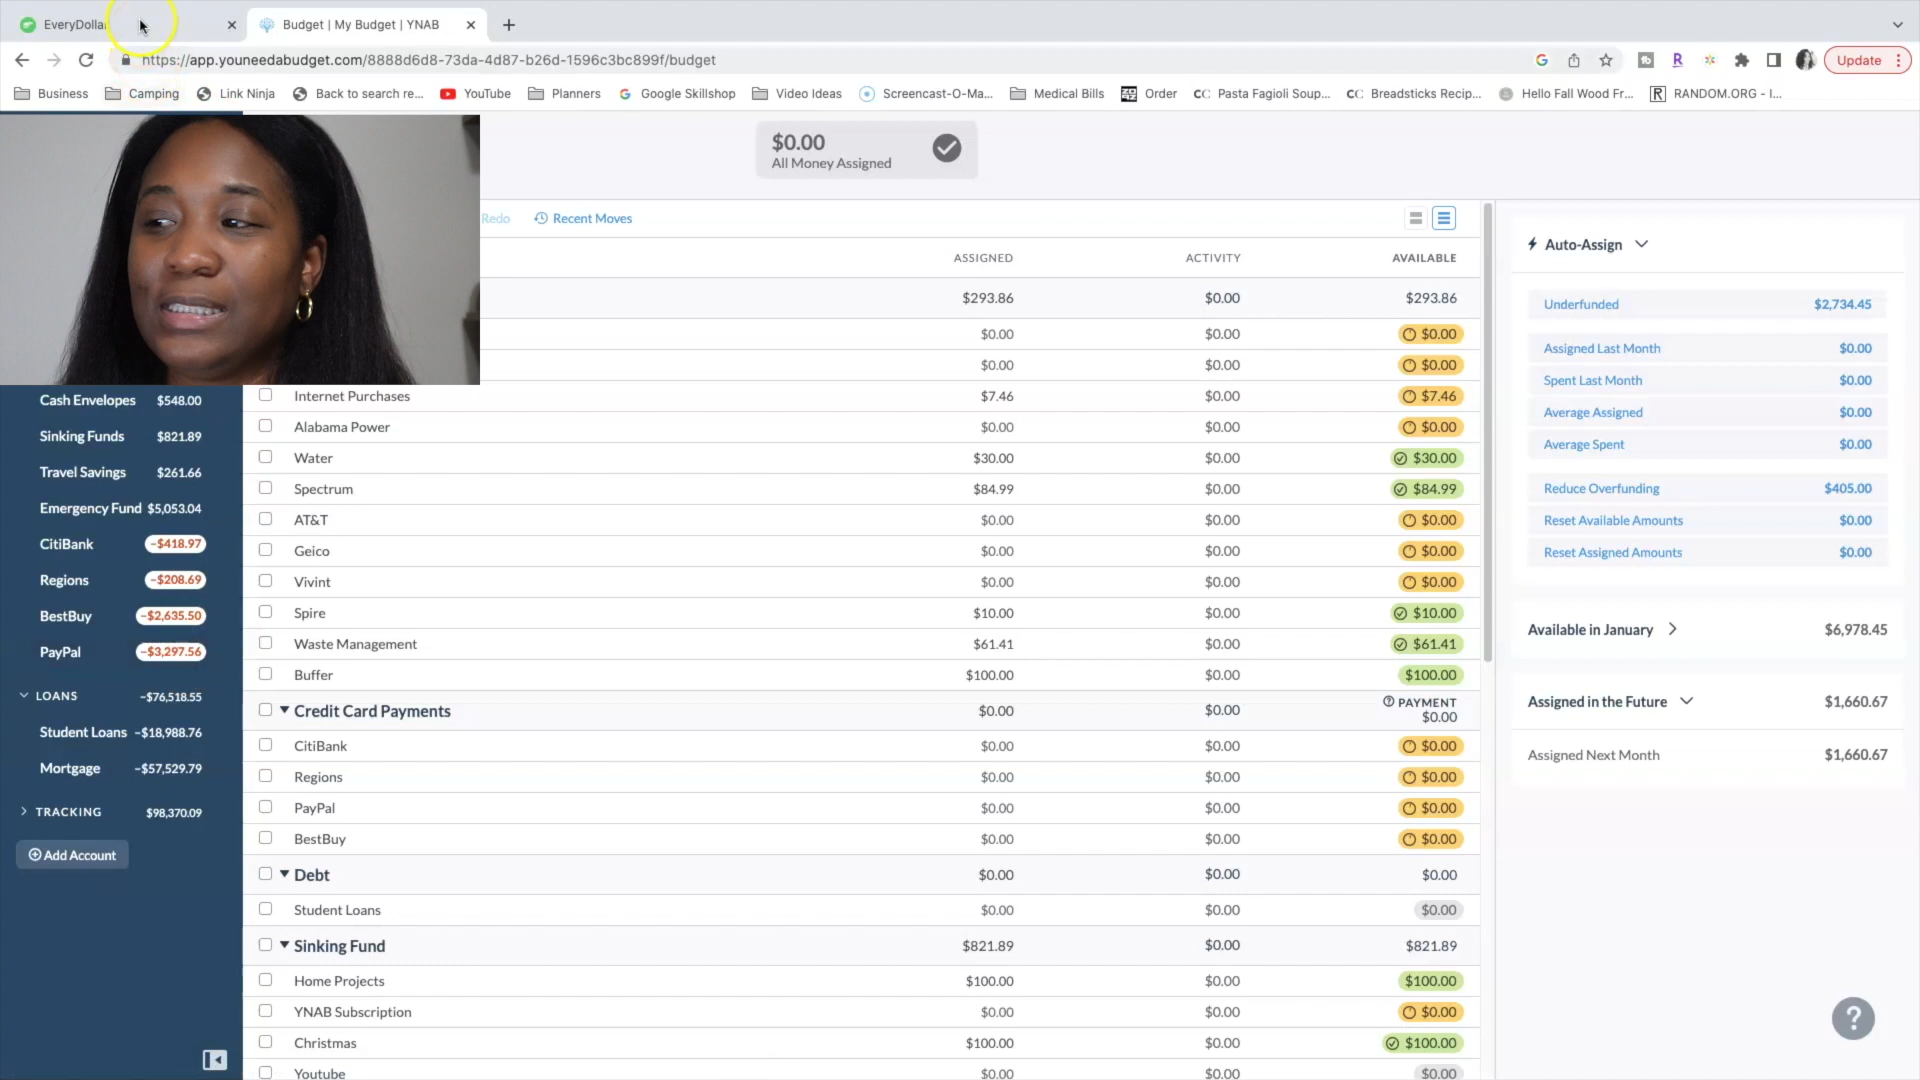 EveryDolla
Budget | My Budget | YNAB
https://app.youneedabudget.com/8888d6d8-73da-4d87-b26d-1596c3bc899f/budget
Update
Business
Camping
Link Ninja
Back to search re...
YouTube
Planners
Google Skillshop
Video Ideas
Screencast-O-Ma...
Medical Bills
Order
Pasta Fagioli Soup...
Breadsticks Recip...
Hello Fall Wood Fr...
RANDOM.ORG - I...
$0.00
All Money Assigned
Redo
Recent Moves
ASSIGNED ACTIVITY AVAILABLE
$293.86 $0.00 $293.86
$0.00 $0.00 $0.00
$0.00 $0.00 $0.00
Internet Purchases $7.46 $0.00 $7.46
Alabama Power $0.00 $0.00 $0.00
Water $30.00 $0.00 $30.00
Spectrum $84.99 $0.00 $84.99
AT&T $0.00 $0.00 $0.00
Geico $0.00 $0.00 $0.00
Vivint $0.00 $0.00 $0.00
Spire $10.00 $0.00 $10.00
Waste Management $61.41 $0.00 $61.41
Buffer $100.00 $0.00 $100.00
Credit Card Payments $0.00 $0.00 PAYMENT
$0.00
CitiBank $0.00 $0.00 $0.00
Regions $0.00 $0.00 $0.00
PayPal $0.00 $0.00 $0.00
BestBuy $0.00 $0.00 $0.00
Debt $0.00 $0.00 $0.00
Student Loans $0.00 $0.00 $0.00
Sinking Fund $821.89 $0.00 $821.89
Home Projects $100.00 $0.00 $100.00
YNAB Subscription $0.00 $0.00 $0.00
Christmas $100.00 $0.00 $100.00
Youtube $0.00 $0.00 $0.00
Cash Envelopes $548.00
Sinking Funds $821.89
Travel Savings $261.66
Emergency Fund $5,053.04
CitiBank -$418.97
Regions -$208.69
BestBuy -$2,635.50
PayPal -$3,297.56
LOANS -$76,518.55
Student Loans -$18,988.76
Mortgage -$57,529.79
TRACKING $98,370.09
Add Account
Auto-Assign
Underfunded $2,734.45
Assigned Last Month $0.00
Spent Last Month $0.00
Average Assigned $0.00
Average Spent $0.00
Reduce Overfunding $405.00
Reset Available Amounts $0.00
Reset Assigned Amounts $0.00
Available in January $6,978.45
Assigned in the Future $1,660.67
Assigned Next Month $1,660.67